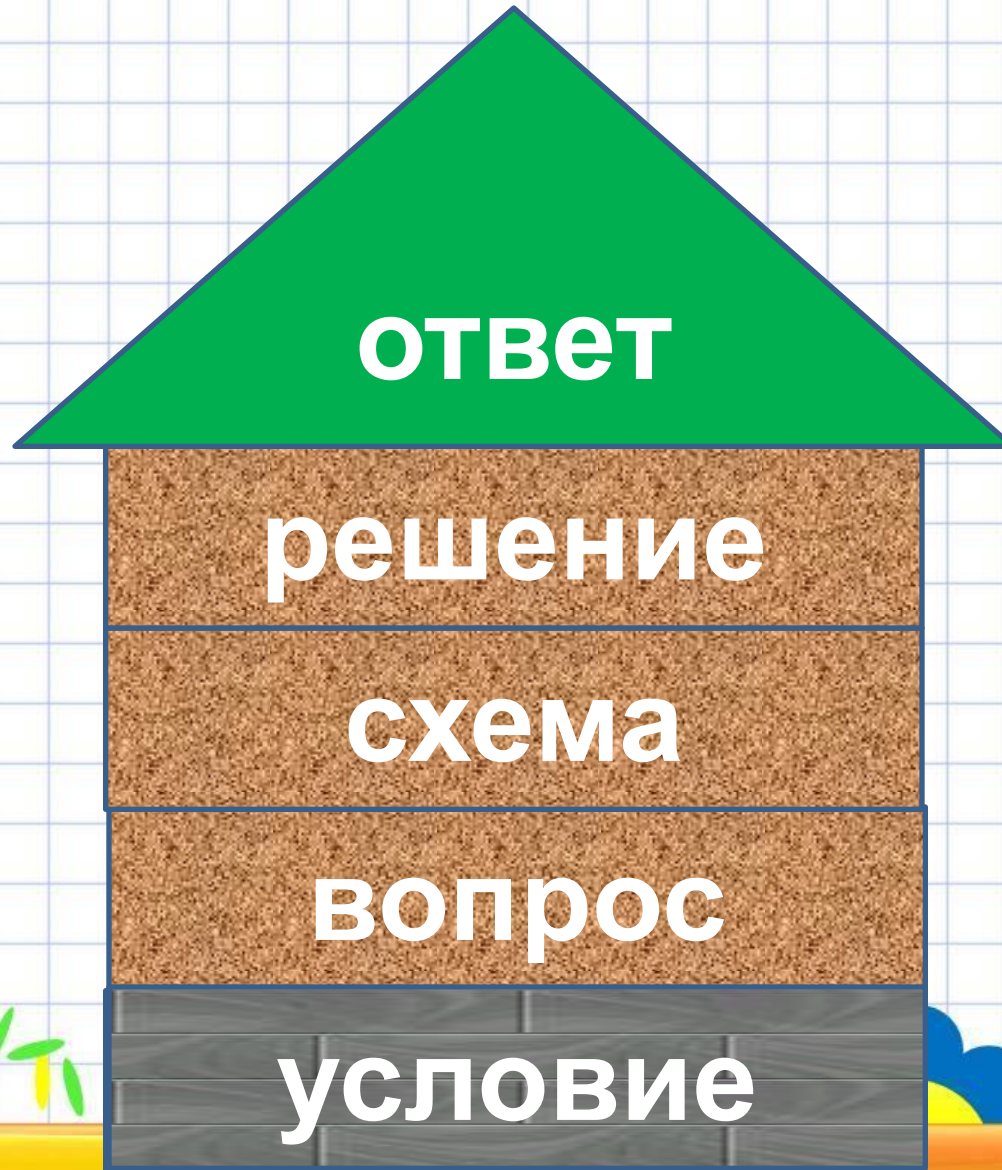 ответ
решение
схема
вопрос
условие